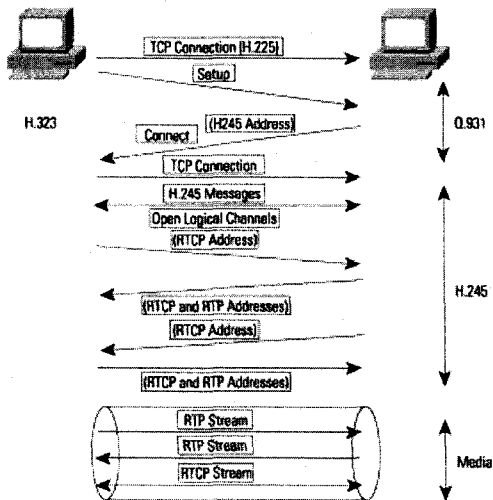 TCP Connection (H.225)
Setup
H.323
(H245 Address)
Q.931
Connect
TCP Connection
H.245 Messages
Open Logical Channels
(RTCP Address)
H.245
(RTCP and RTP Addresses)
(RTCP Address)
(RTCP and RTP Addresses)
RTP Stream
RTP Stream
Media
RTCP Stream